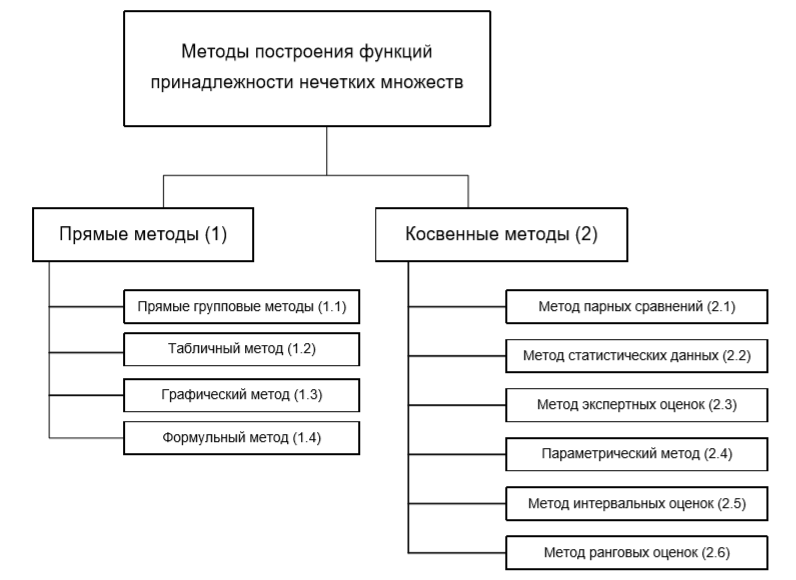 Методы построения функций
принадлежности нечетких множеств
Прямые методы (1)
Прямые групповые методы (1.1)
Табличный метод (1.2)
Графический метод (1.3)
Формульный метод (1.4)
Косвенные методы (2)
Метод парных сравнений (2.1)
Метод статистических данных (2.2)
Метод экспертных оценок (2.3)
Параметрический метод (2.4)
Метод интервальных оценок (2.5)
Метод ранговых оценок (2.6)